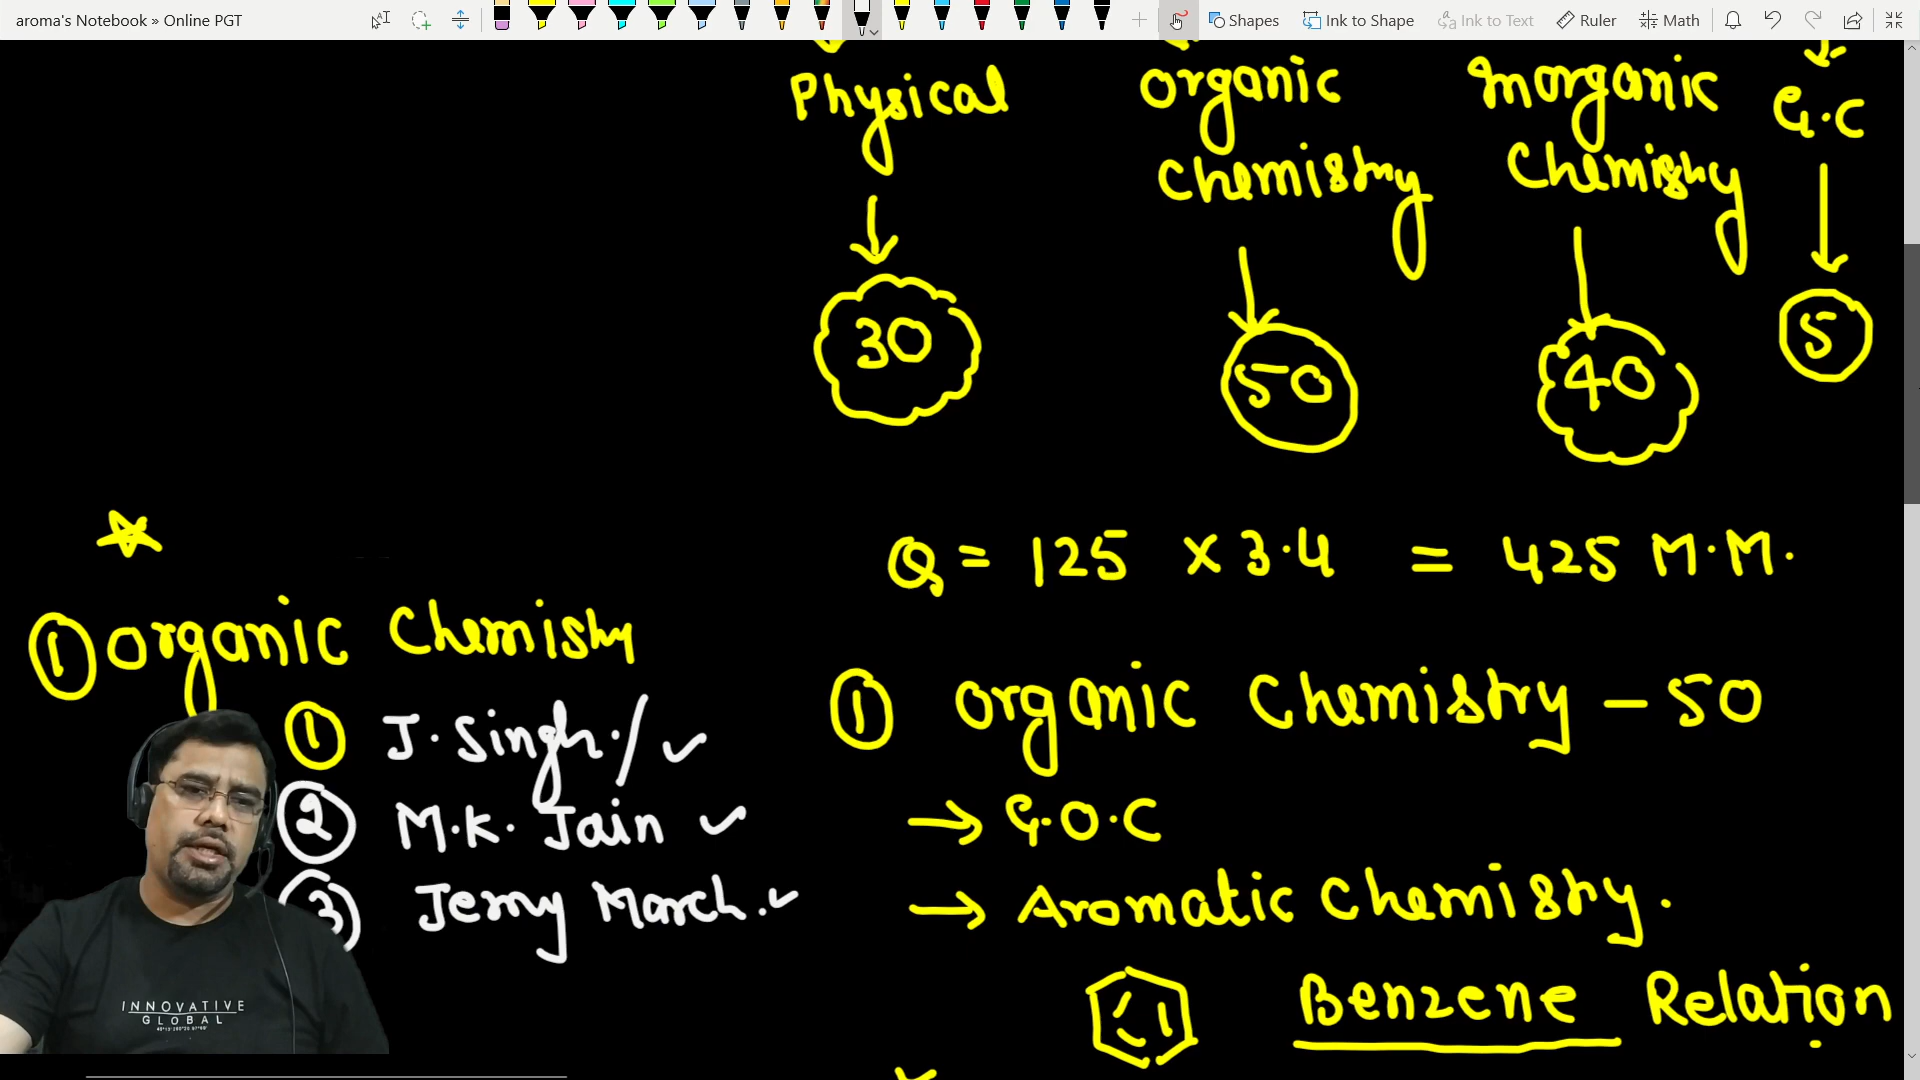 aroma's Notebook » Online PGT
Shapes
Ink to Shape
Ink to Text
Ruler
Math
Physical
Organic
Chemistry
Inorganic
Chemistry
G.C
30
50
40
5
Q = 125 × 3.4 = 425 M.M.
① Organic Chemistry
① J. Singh. / ✓
② M.K. Jain ✓
③ Jerry March. ✓
① Organic Chemistry – 50
→ G.O.C
→ Aromatic Chemistry.
Benzene Relation
INNOVATIVE
GLOBAL